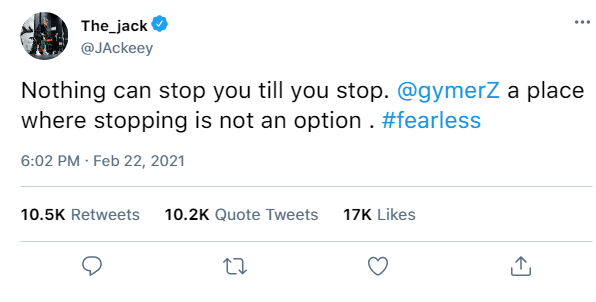 The_jack
@JAckeey
Nothing can stop you till you stop. @gymerZ a place
where stopping is not an option . #fearless
6:02 PM · Feb 22, 2021
10.5K Retweets 10.2K Quote Tweets 17K Likes